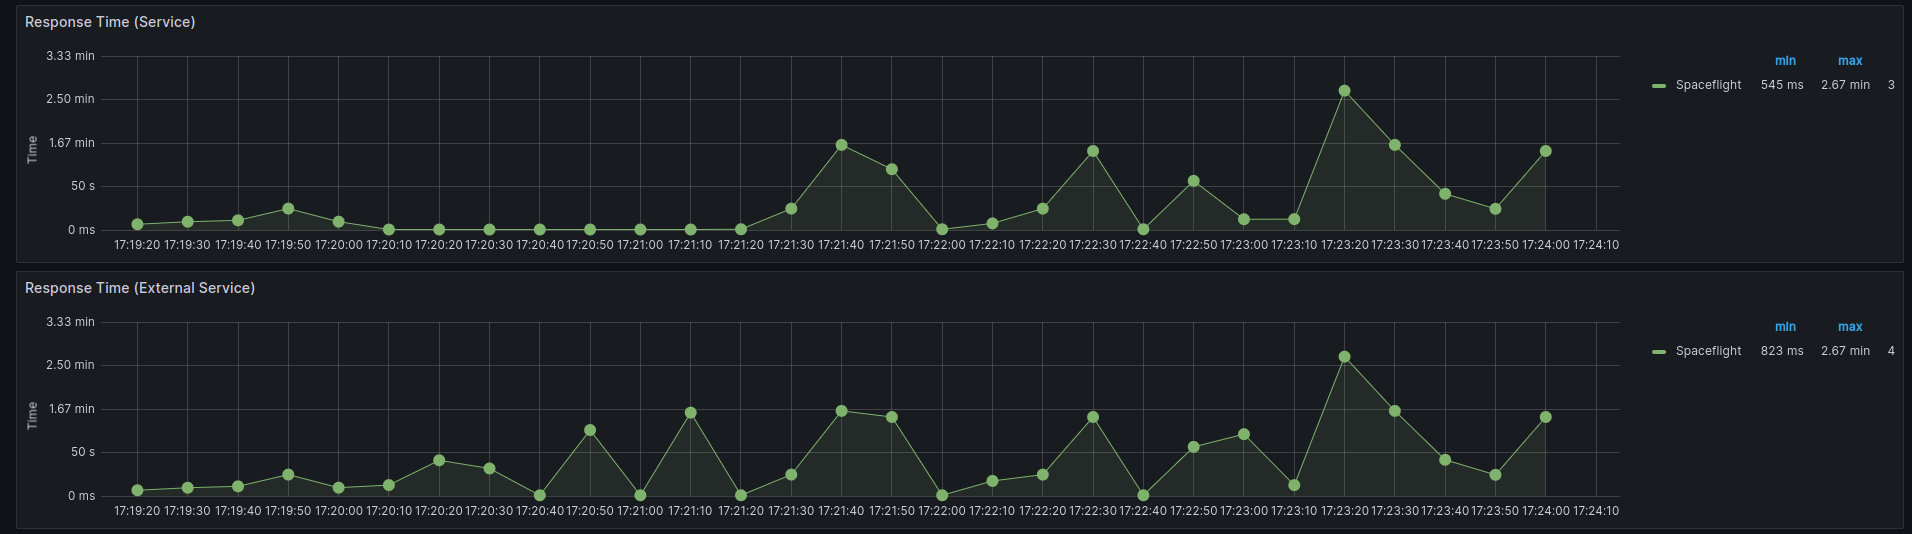 Response Time (Service)
Time
3.33 min
2.50 min
1.67 min
50 s
0 ms
17:19:20 17:19:30 17:19:40 17:19:50 17:20:00 17:20:10 17:20:20 17:20:30 17:20:40 17:20:50 17:21:00 17:21:10 17:21:20 17:21:30 17:21:40 17:21:50 17:22:00 17:22:10 17:22:20 17:22:30 17:22:40 17:22:50 17:23:00 17:23:10 17:23:20 17:23:30 17:23:40 17:23:50 17:24:00 17:24:10
min max
Spaceflight 545 ms 2.67 min 3
Response Time (External Service)
Time
3.33 min
2.50 min
1.67 min
50 s
0 ms
17:19:20 17:19:30 17:19:40 17:19:50 17:20:00 17:20:10 17:20:20 17:20:30 17:20:40 17:20:50 17:21:00 17:21:10 17:21:20 17:21:30 17:21:40 17:21:50 17:22:00 17:22:10 17:22:20 17:22:30 17:22:40 17:22:50 17:23:00 17:23:10 17:23:20 17:23:30 17:23:40 17:23:50 17:24:00 17:24:10
min max
Spaceflight 823 ms 2.67 min 4